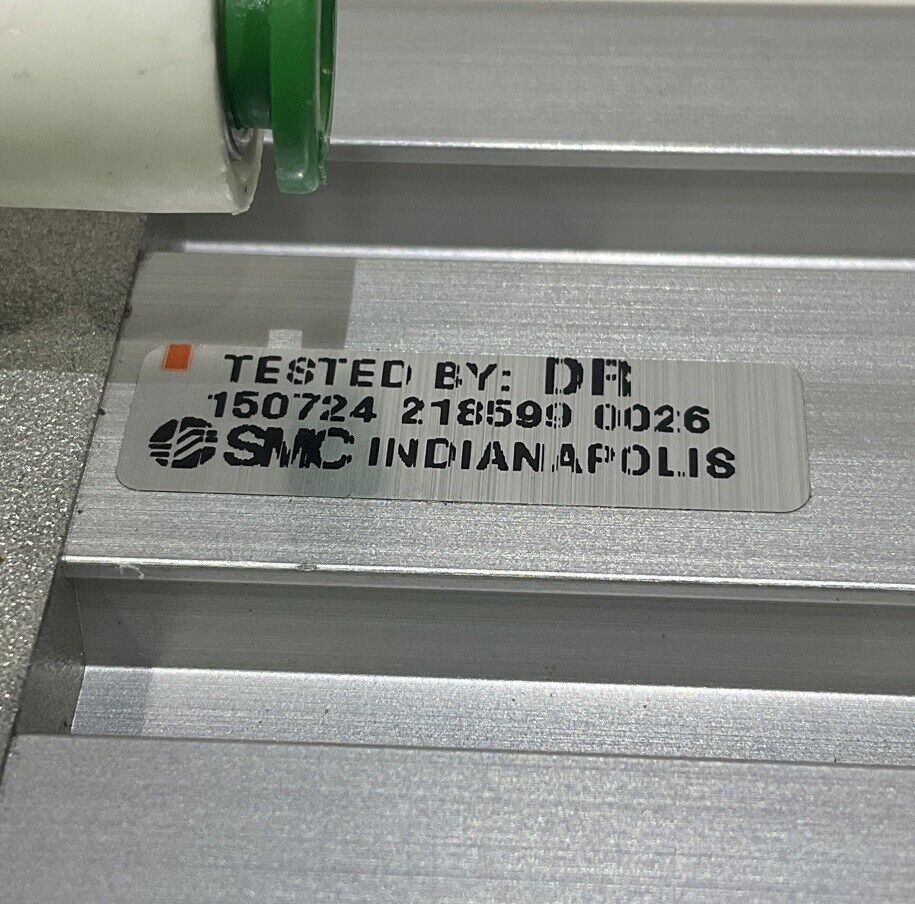 TESTED BY: DR
150724 218599 0026
SMC INDIANAPOLIS